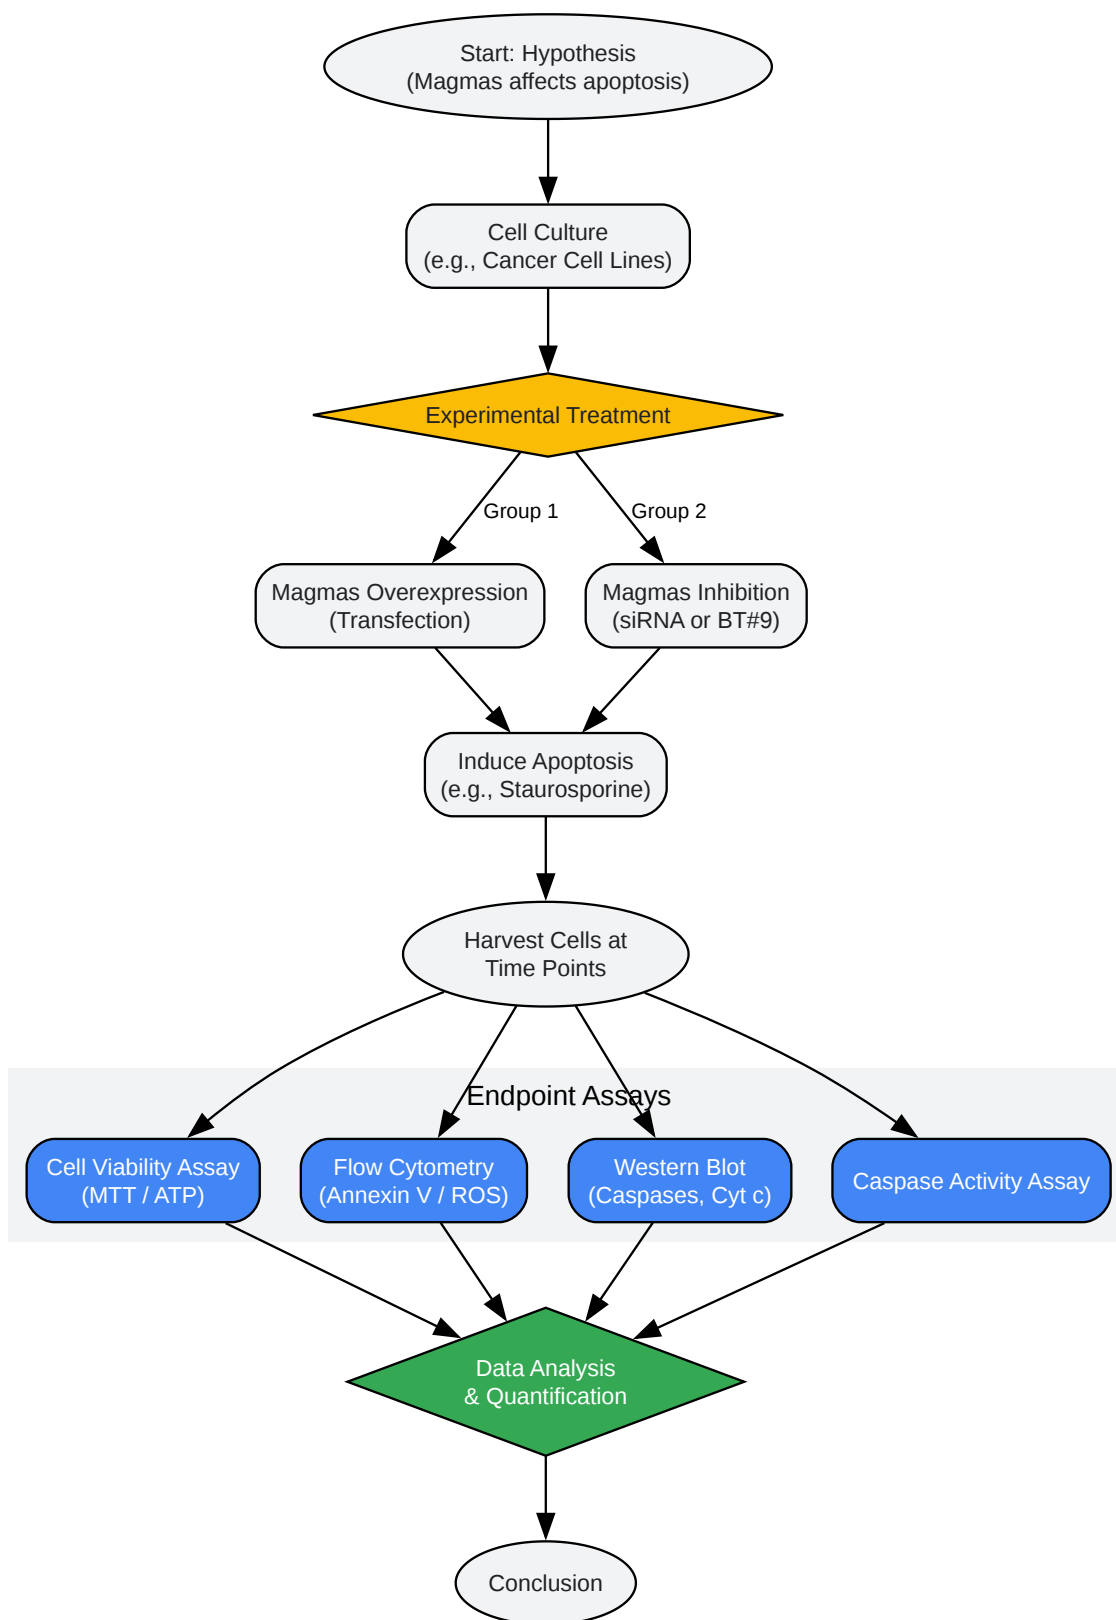 Start: Hypothesis
(Magmas affects apoptosis)
Cell Culture
(e.g., Cancer Cell Lines)
Experimental Treatment
Group 1
Group 2
Magmas Overexpression
(Transfection)
Magmas Inhibition
(siRNA or BT#9)
Induce Apoptosis
(e.g., Staurosporine)
Harvest Cells at
Time Points
Endpoint Assays
Cell Viability Assay
(MTT / ATP)
Flow Cytometry
(Annexin V / ROS)
Western Blot
(Caspases, Cyt c)
Caspase Activity Assay
Data Analysis
& Quantification
Conclusion